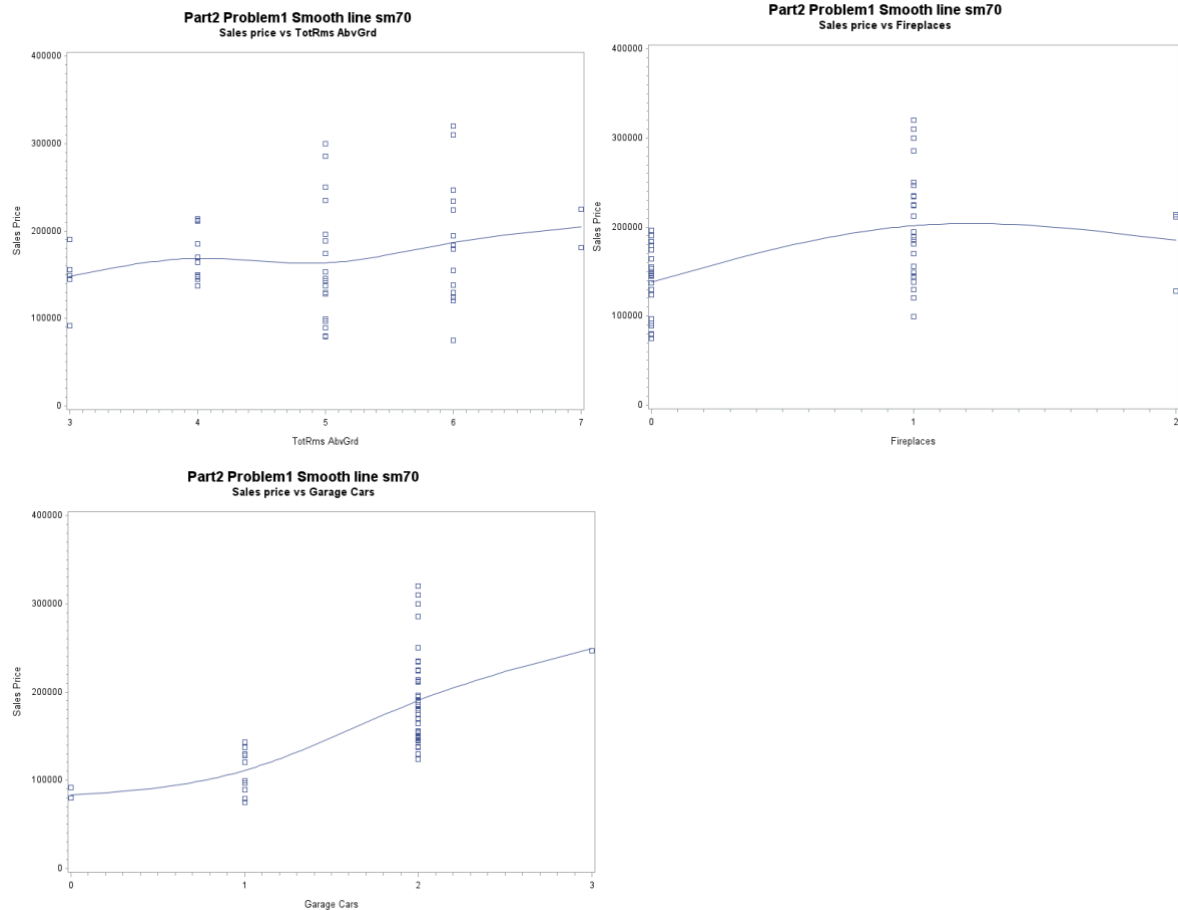 Part2 Problem1 Smooth line sm70
Sales price vs TotRms AbvGrd
400000
300000
200000
100000
0
Sales Price
3 4 5 6 7
TotRms AbvGrd
Part2 Problem1 Smooth line sm70
Sales price vs Fireplaces
400000
300000
200000
100000
0
Sales Price
0 1 2
Fireplaces
Part2 Problem1 Smooth line sm70
Sales price vs Garage Cars
400000
300000
200000
100000
0
Sales Price
0 1 2 3
Garage Cars